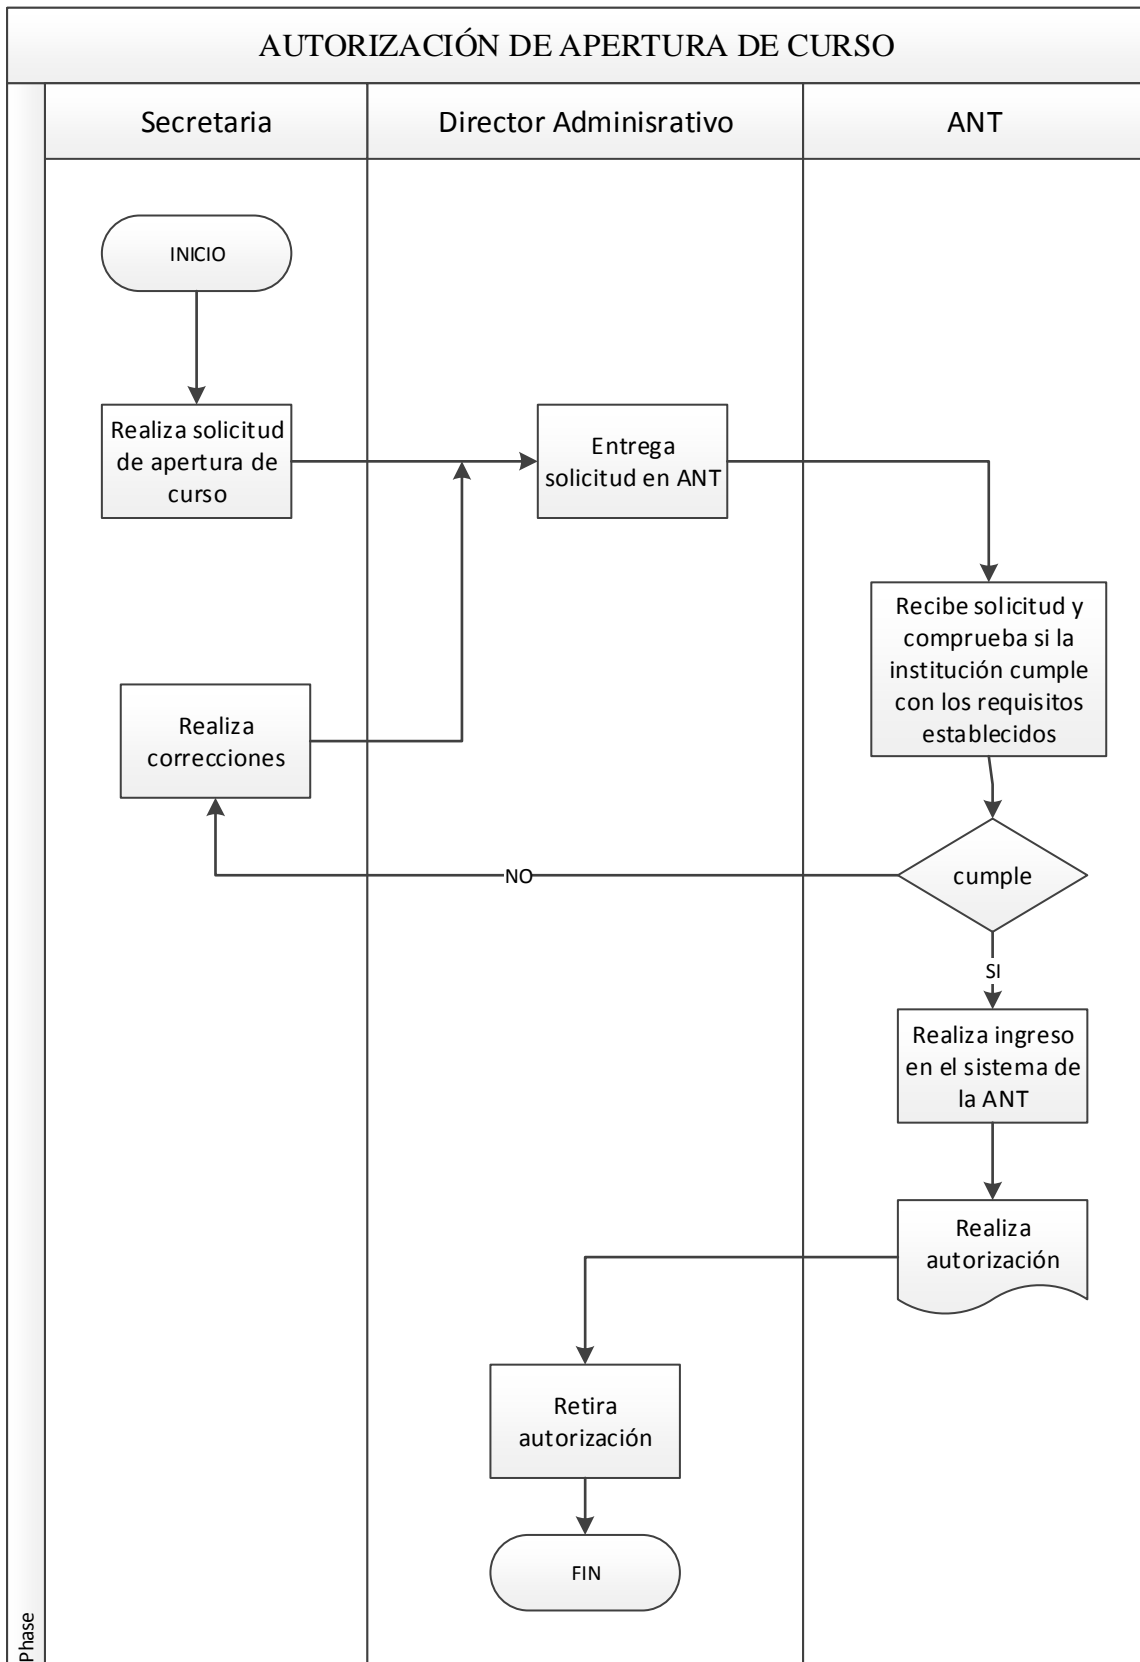 AUTORIZACIÓN DE APERTURA DE CURSO
Secretaria
Director Adminisrativo
ANT
INICIO
Realiza solicitud
de apertura de
curso
Entrega
solicitud en ANT
Recibe solicitud y
comprueba si la
institución cumple
con los requisitos
establecidos
Realiza
correcciones
cumple
NO
SI
Realiza ingreso
en el sistema de
la ANT
Realiza
autorización
Retira
autorización
FIN
Phase